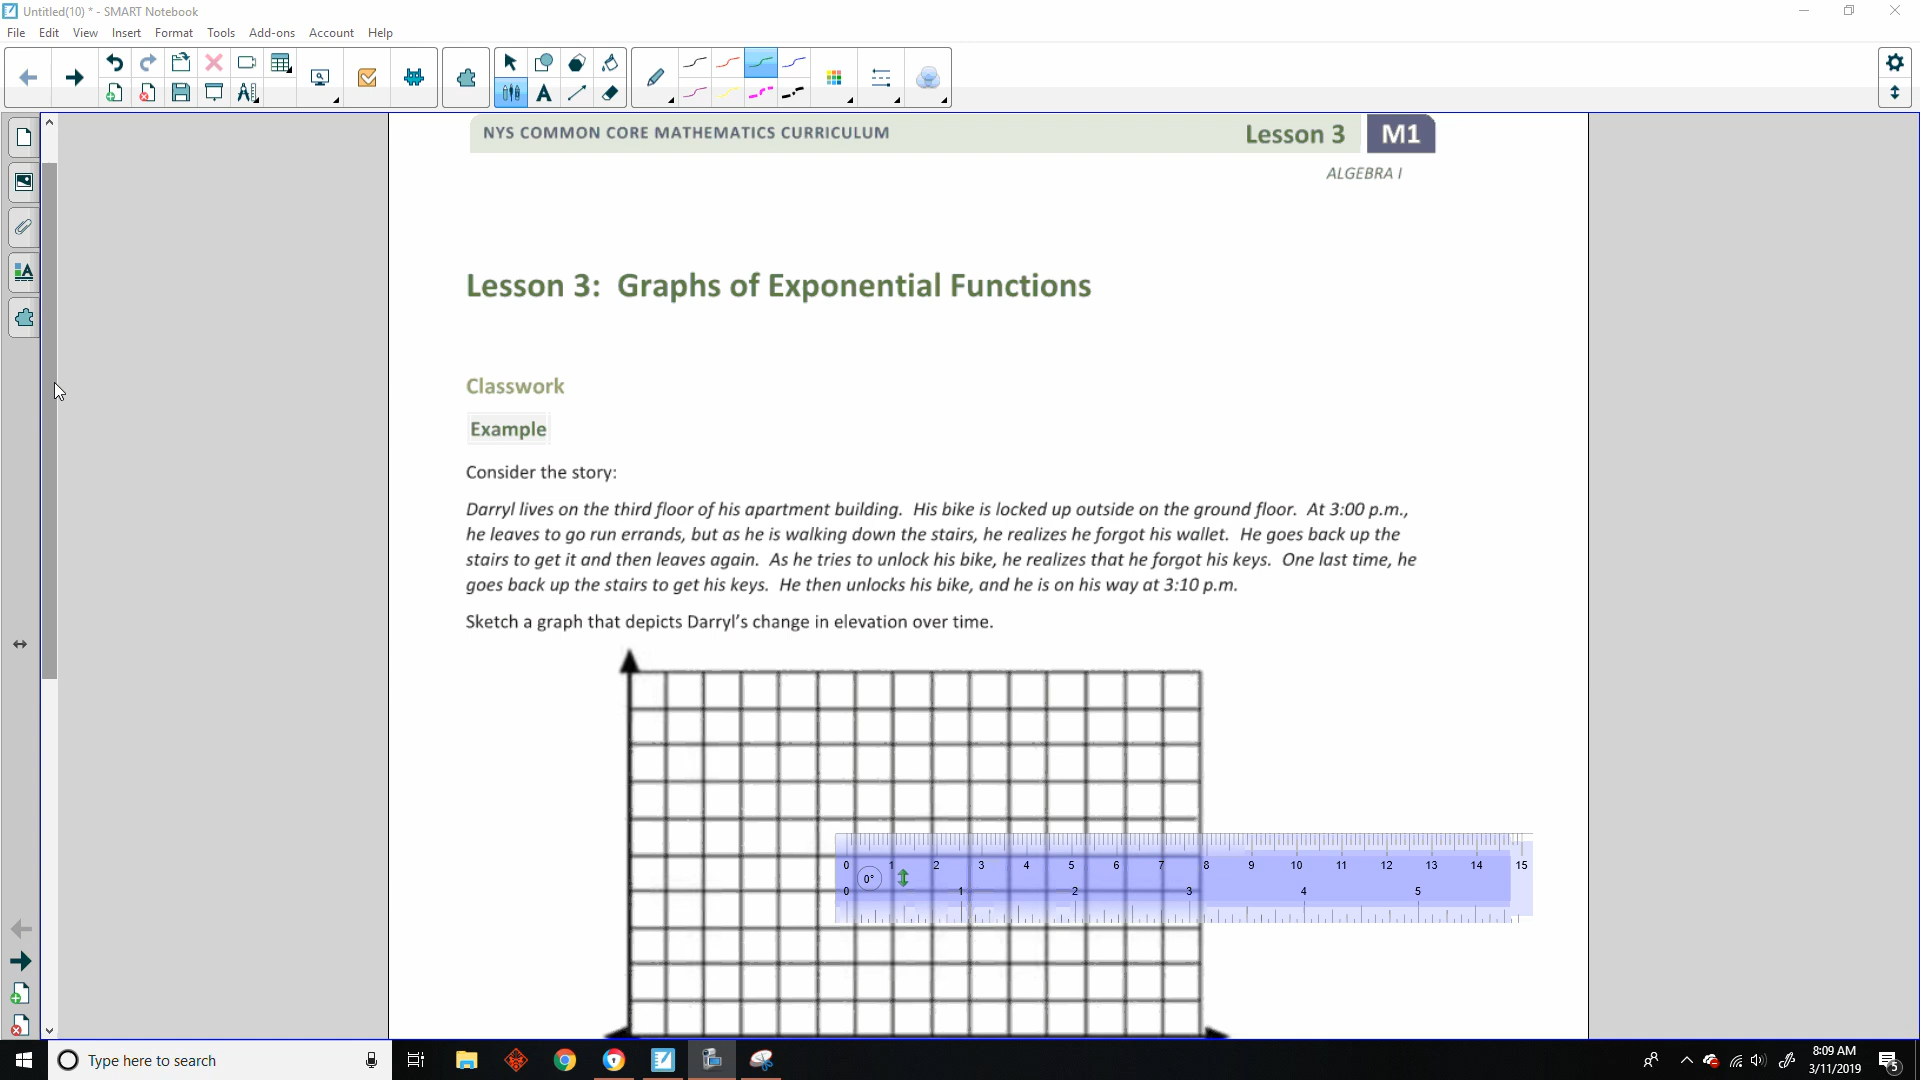 Untitled(10) * - SMART Notebook
File Edit View Insert Format Tools Add-ons Account Help
NYS COMMON CORE MATHEMATICS CURRICULUM Lesson 3 M1
ALGEBRA I
Lesson 3: Graphs of Exponential Functions
Classwork
Example
Consider the story:
Darryl lives on the third floor of his apartment building. His bike is locked up outside on the ground floor. At 3:00 p.m.,
he leaves to go run errands, but as he is walking down the stairs, he realizes he forgot his wallet. He goes back up the
stairs to get it and then leaves again. As he tries to unlock his bike, he realizes that he forgot his keys. One last time, he
goes back up the stairs to get his keys. He then unlocks his bike, and he is on his way at 3:10 p.m.
Sketch a graph that depicts Darryl's change in elevation over time.
0 1 2 3 4 5 6 7 8 9 10 11 12 13 14 15
0°
0 1 2 3 4 5
Type here to search
8:09 AM
3/11/2019
5